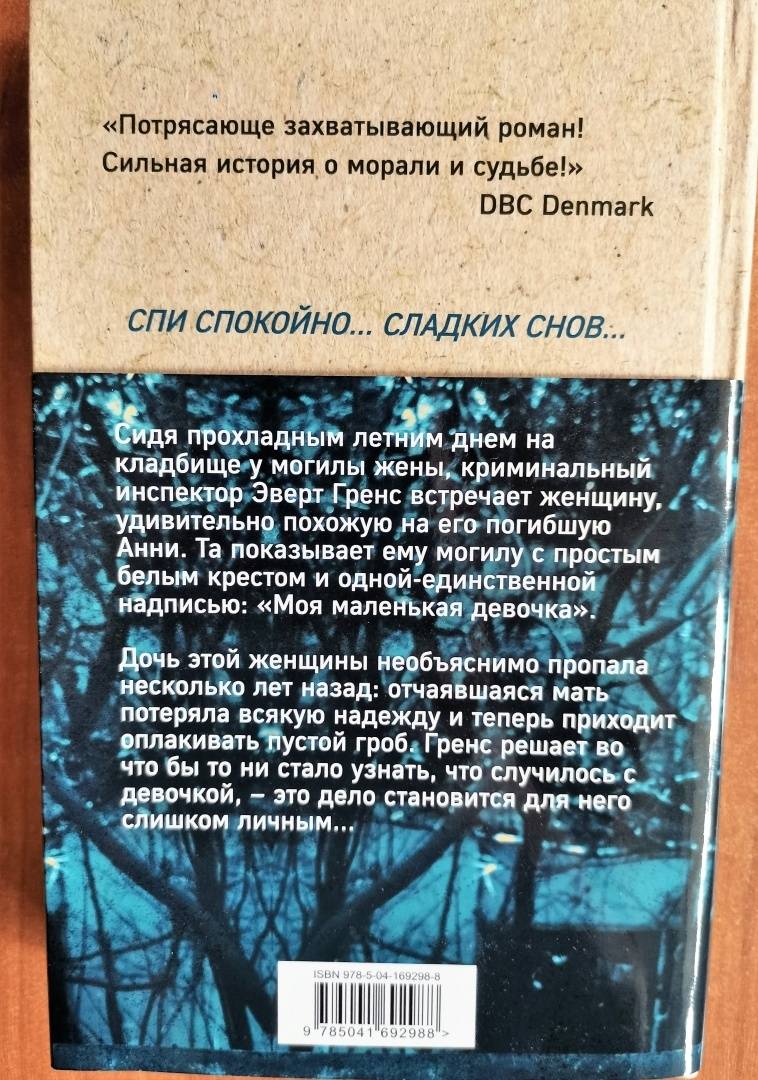 «Потрясающе захватывающий роман!
Сильная история о морали и судьбе!»
DBC Denmark
СПИ СПОКОЙНО... СЛАДКИХ СНОВ...
Сидя прохладным летним днем на
кладбище у могилы жены, криминальный
инспектор Эверт Гренс встречает женщину,
удивительно похожую на его погибшую
Анни. Та показывает ему могилу с простым
белым крестом и одной-единственной
надписью: «Моя маленькая девочка».
Дочь этой женщины необъяснимо пропала
несколько лет назад: отчаявшаяся мать
потеряла всякую надежду и теперь приходит
оплакивать пустой гроб. Гренс решает во
что бы то ни стало узнать, что случилось с
девочкой, – это дело становится для него
слишком личным...
ISBN 978-5-04-169298-8
9 785041 692988 >